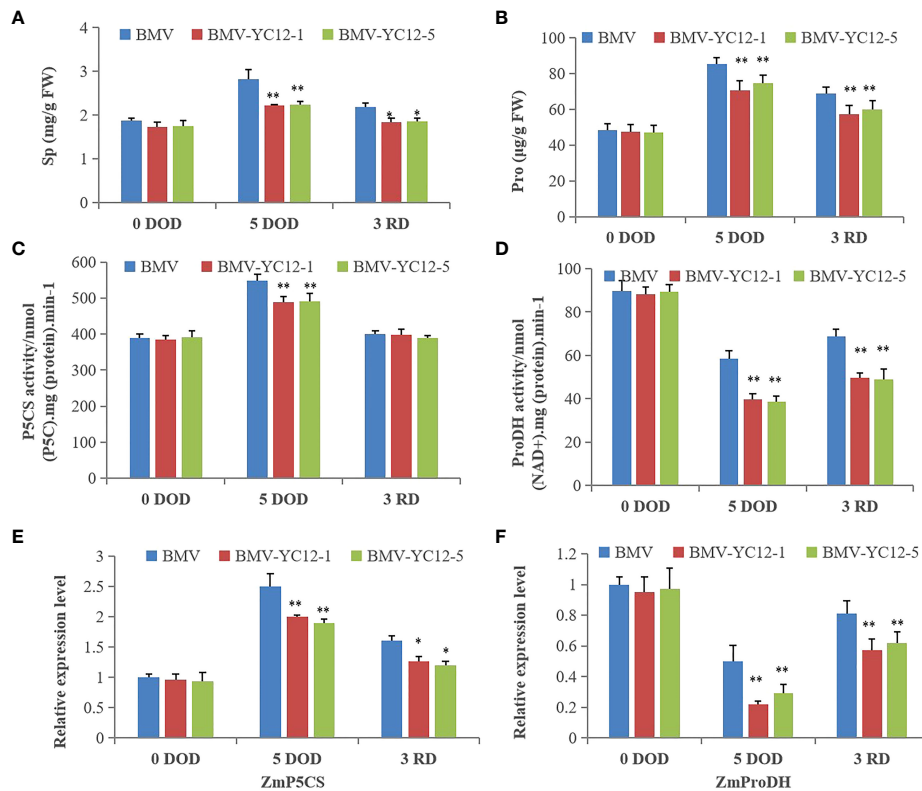 A
BMV BMV-YC12-1 BMV-YC12-5
Sp (mg/g FW)
4
3
2
1
0
** **
* *
0 DOD 5 DOD 3 RD
B
BMV BMV-YC12-1 BMV-YC12-5
Pro (µg/g FW)
100
80
60
40
20
0
** **
** **
0 DOD 5 DOD 3 RD
C
BMV BMV-YC12-1 BMV-YC12-5
P5CS activity/nmol
(P5C).mg (protein).min-1
600
500
400
300
200
100
0
** **
0 DOD 5 DOD 3 RD
D
BMV BMV-YC12-1 BMV-YC12-5
ProDH activity/nmol
(NAD+).mg (protein).min-1
100
80
60
40
20
0
** **
** **
0 DOD 5 DOD 3 RD
E
BMV BMV-YC12-1 BMV-YC12-5
Relative expression level
3
2.5
2
1.5
1
0.5
0
** **
* *
0 DOD 5 DOD 3 RD
ZmP5CS
F
BMV BMV-YC12-1 BMV-YC12-5
Relative expression level
1.2
1
0.8
0.6
0.4
0.2
0
** **
** **
0 DOD 5 DOD 3 RD
ZmProDH